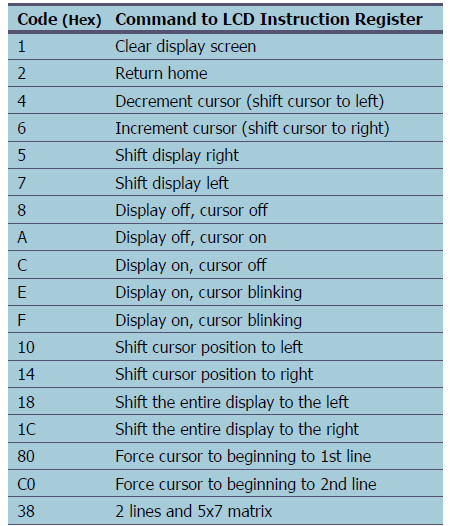 Code (Hex) Command to LCD Instruction Register
1 Clear display screen
2 Return home
4 Decrement cursor (shift cursor to left)
6 Increment cursor (shift cursor to right)
5 Shift display right
7 Shift display left
8 Display off, cursor off
A Display off, cursor on
C Display on, cursor off
E Display on, cursor blinking
F Display on, cursor blinking
10 Shift cursor position to left
14 Shift cursor position to right
18 Shift the entire display to the left
1C Shift the entire display to the right
80 Force cursor to beginning to 1st line
C0 Force cursor to beginning to 2nd line
38 2 lines and 5x7 matrix